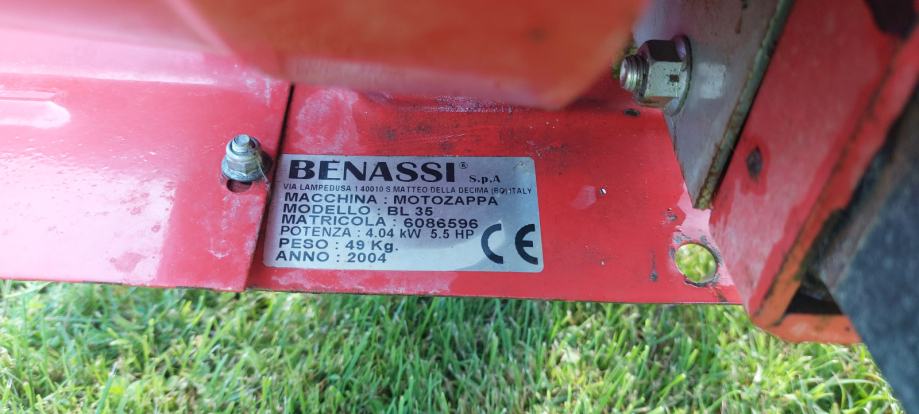 BENASSI® S.p.A
VIA LAMPEDUSA 1 40010 S.MATTEO DELLA DECIMA (BO) ITALY
MACCHINA : MOTOZAPPA
MODELLO : BL 35
MATRICOLA : 6086596
POTENZA : 4.04 kW 5.5 HP
PESO : 49 Kg.
ANNO : 2004
CE